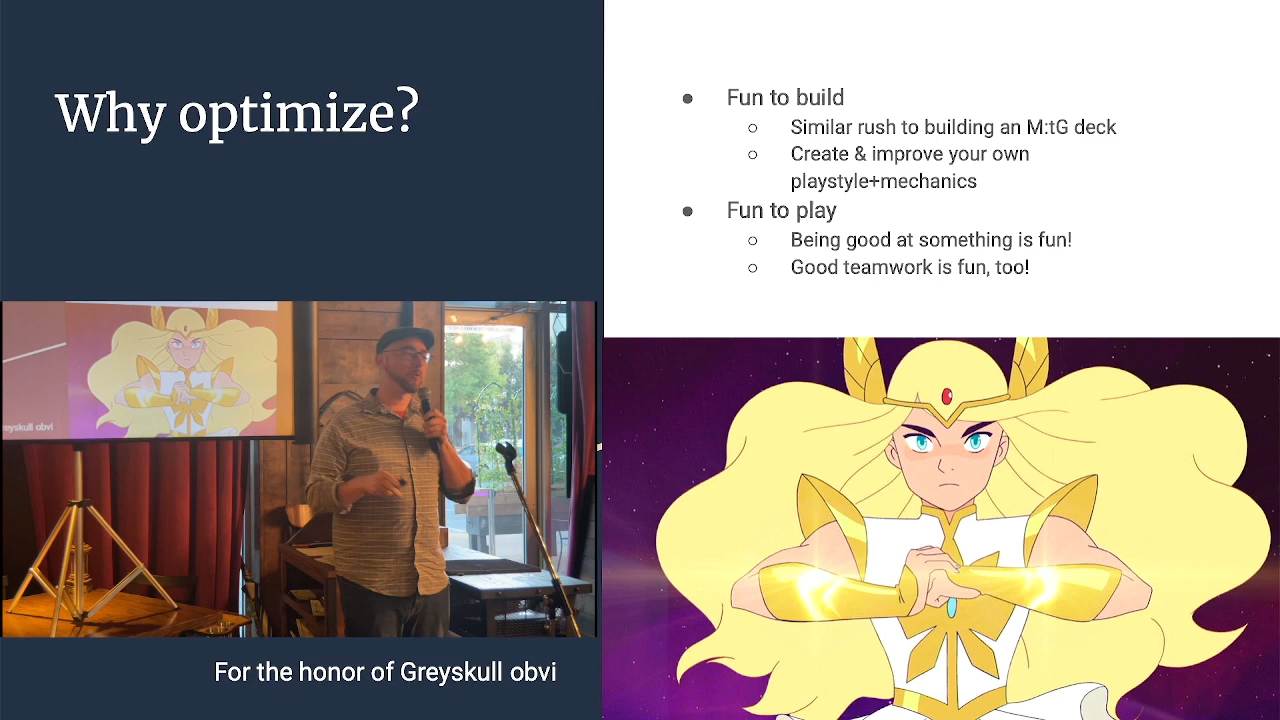 Why optimize?
Fun to build
Similar rush to building an M:tG deck
Create & improve your own
playstyle+mechanics
Fun to play
Being good at something is fun!
Good teamwork is fun, too!
reyskull obvi
For the honor of Greyskull obvi